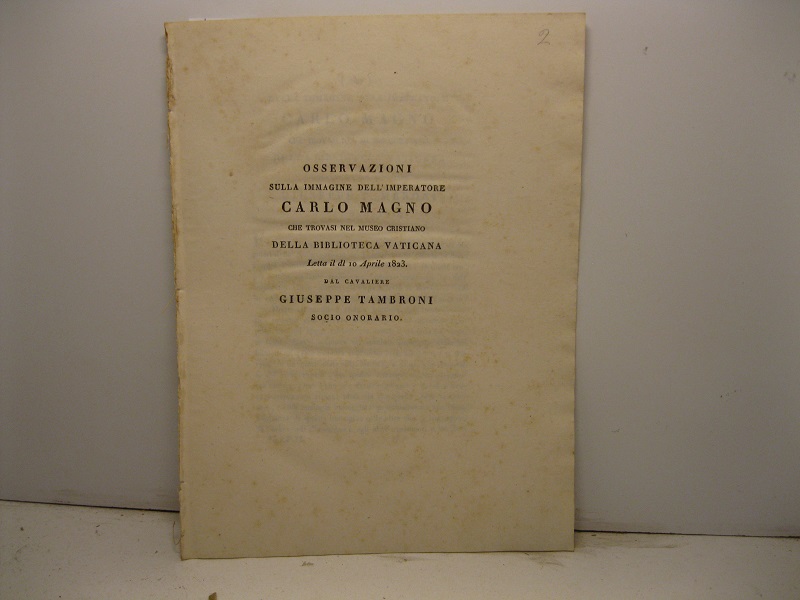 2
OSSERVAZIONI
SULLA IMMAGINE DELL'IMPERATORE
CARLO MAGNO
CHE TROVASI NEL MUSEO CRISTIANO
DELLA BIBLIOTECA VATICANA
Letta il dì 10 Aprile 1823.
DAL CAVALIERE
GIUSEPPE TAMBRONI
SOCIO ONORARIO.